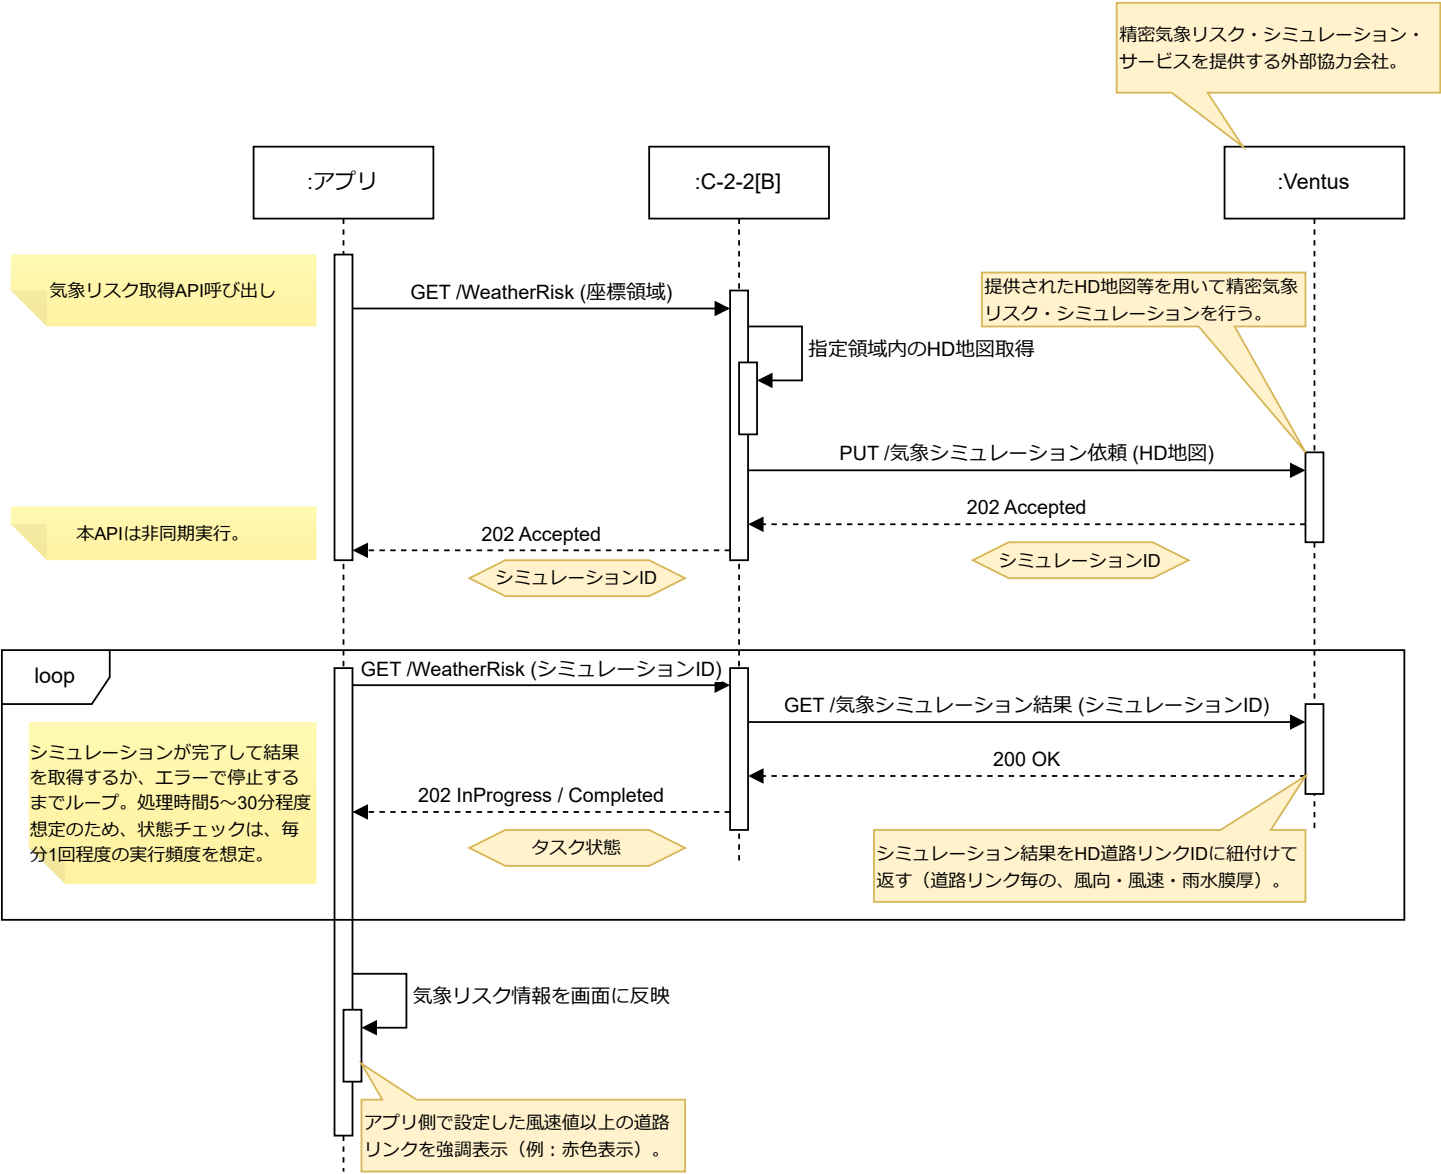 精密気象リスク・シミュレーション・
サービスを提供する外部協力会社。
:アプリ
:C-2-2[B]
:Ventus
気象リスク取得API呼び出し
GET /WeatherRisk (座標領域)
提供されたHD地図等を用いて精密気象
リスク・シミュレーションを行う。
指定領域内のHD地図取得
PUT /気象シミュレーション依頼 (HD地図)
202 Accepted
シミュレーションID
本APIは非同期実行。
202 Accepted
シミュレーションID
loop
GET /WeatherRisk (シミュレーションID)
GET /気象シミュレーション結果 (シミュレーションID)
シミュレーションが完了して結果
を取得するか、エラーで停止する
までループ。処理時間5～30分程度
想定のため、状態チェックは、毎
分1回程度の実行頻度を想定。
200 OK
202 InProgress / Completed
タスク状態
シミュレーション結果をHD道路リンクIDに紐付けて
返す（道路リンク毎の、風向・風速・雨水膜厚）。
気象リスク情報を画面に反映
アプリ側で設定した風速値以上の道路
リンクを強調表示（例：赤色表示）。